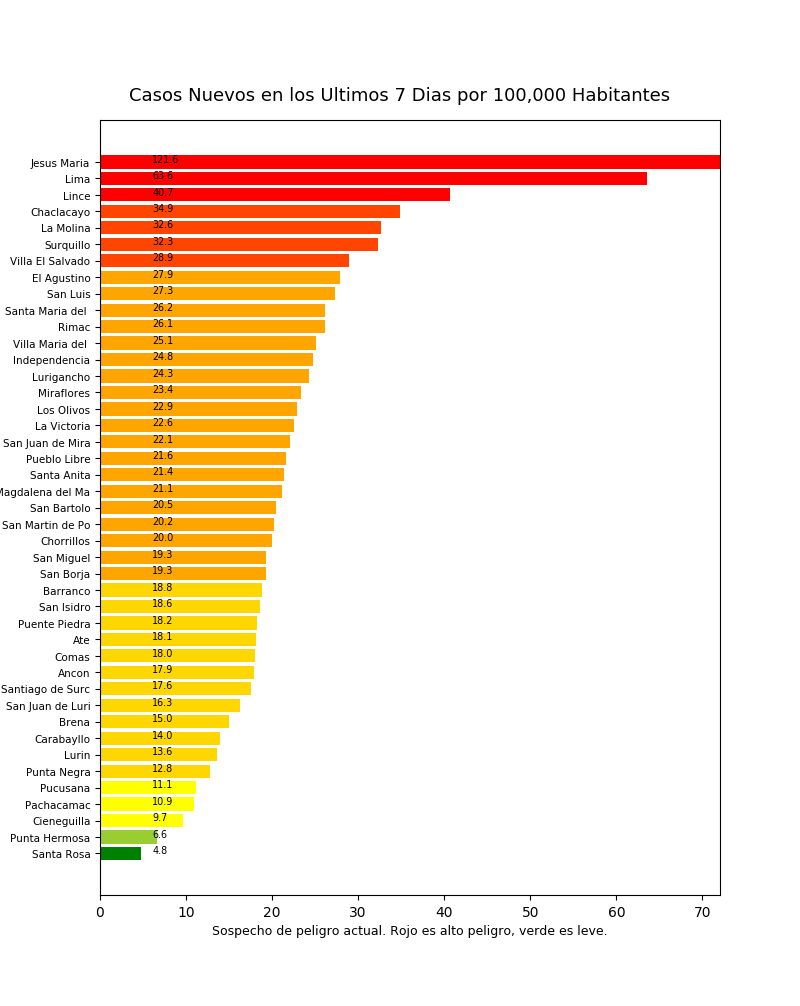 Casos Nuevos en los Ultimos 7 Dias por 100,000 Habitantes
Jesus Maria 121.6
Lima 63.6
Lince 40.7
Chaclacayo 34.9
La Molina 32.6
Surquillo 32.3
Villa El Salvado 28.9
El Agustino 27.9
San Luis 27.3
Santa Maria del 26.2
Rimac 26.1
Villa Maria del 25.1
Independencia 24.8
Lurigancho 24.3
Miraflores 23.4
Los Olivos 22.9
La Victoria 22.6
San Juan de Mira 22.1
Pueblo Libre 21.6
Santa Anita 21.4
Magdalena del Ma 21.1
San Bartolo 20.5
San Martin de Po 20.2
Chorrillos 20.0
San Miguel 19.3
San Borja 19.3
Barranco 18.8
San Isidro 18.6
Puente Piedra 18.2
Ate 18.1
Comas 18.0
Ancon 17.9
Santiago de Surc 17.6
San Juan de Luri 16.3
Brena 15.0
Carabayllo 14.0
Lurin 13.6
Punta Negra 12.8
Pucusana 11.1
Pachacamac 10.9
Cieneguilla 9.7
Punta Hermosa 6.6
Santa Rosa 4.8
0 10 20 30 40 50 60 70
Sospecho de peligro actual. Rojo es alto peligro, verde es leve.